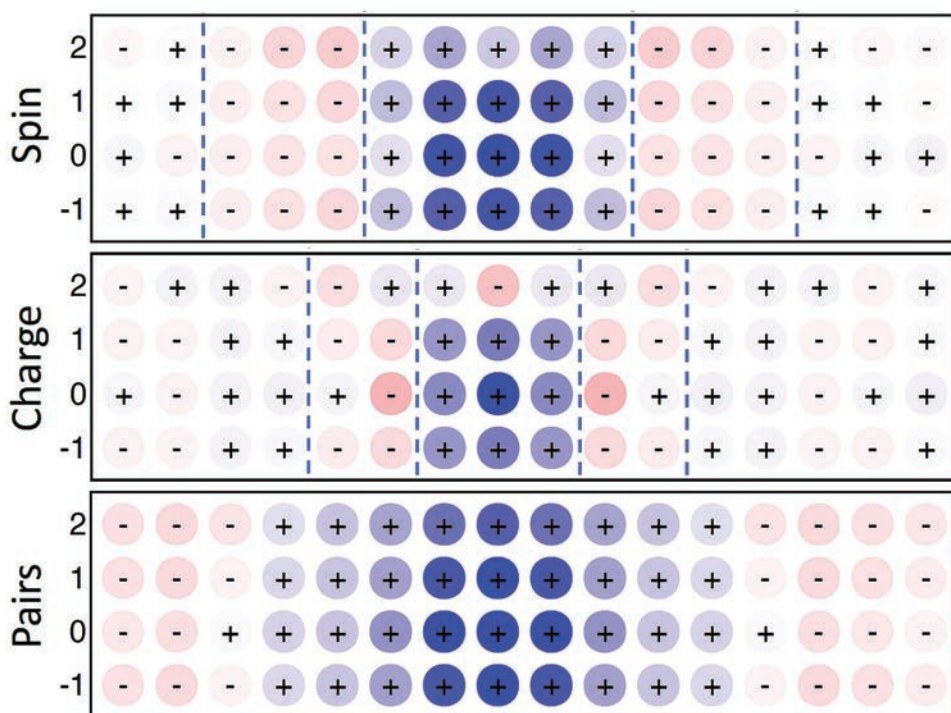 Spin
2 - + - - - + + + + + - - - + - -
1 + + - - - + + + + + - - - + + -
0 + - - - - + + + + + - - - - + +
-1 + + - - - + + + + + - - - + + -
Charge
2 - + + - - + + - + + - - + + - +
1 - - + + - - + + + - - + + - - +
0 + - + + + - + + + - + + + - + +
-1 - - + + - - + + + - - + + - - +
Pairs
2 - - - + + + + + + + + + - - - -
1 - - - + + + + + + + + + - - - -
0 - - + + + + + + + + + + + - - -
-1 - - - + + + + + + + + + - - - -